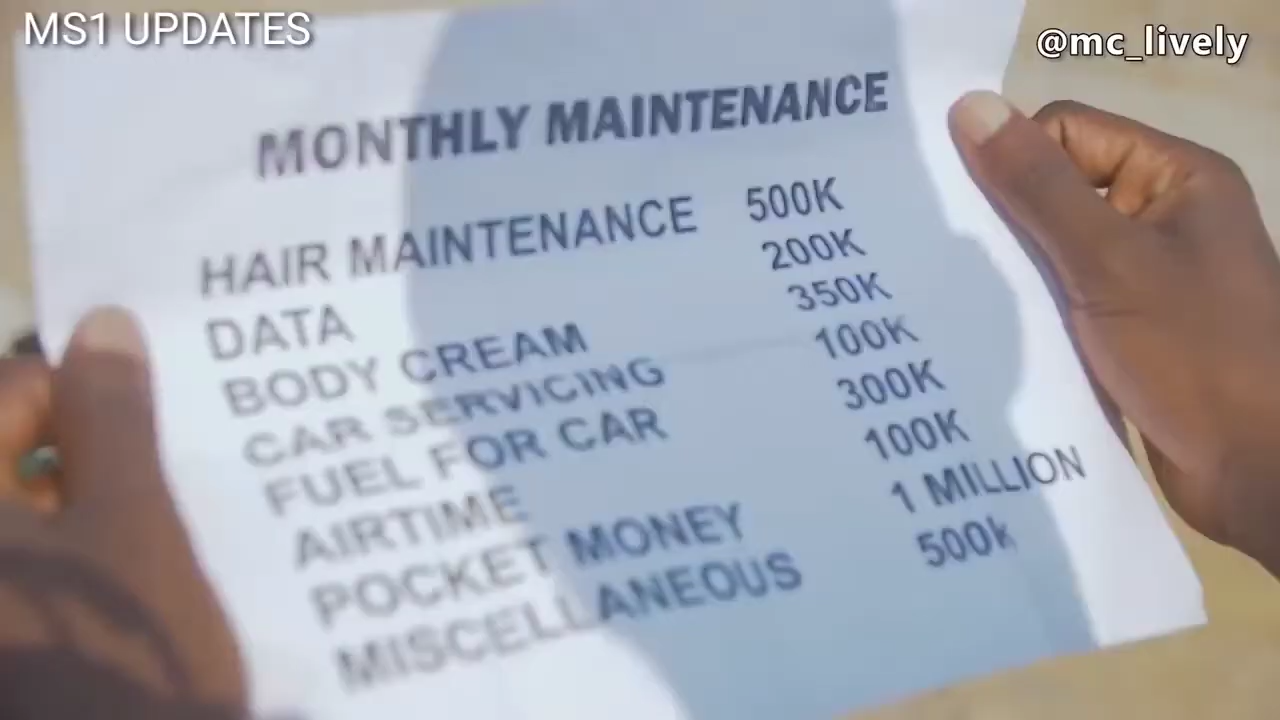 MS1 UPDATES
@mc_lively
MONTHLY MAINTENANCE
HAIR MAINTENANCE 500K
DATA 200K
BODY CREAM 350K
CAR SERVICING 100K
FUEL FOR CAR 300K
AIRTIME 100K
POCKET MONEY 1 MILLION
MISCELLANEOUS 500k